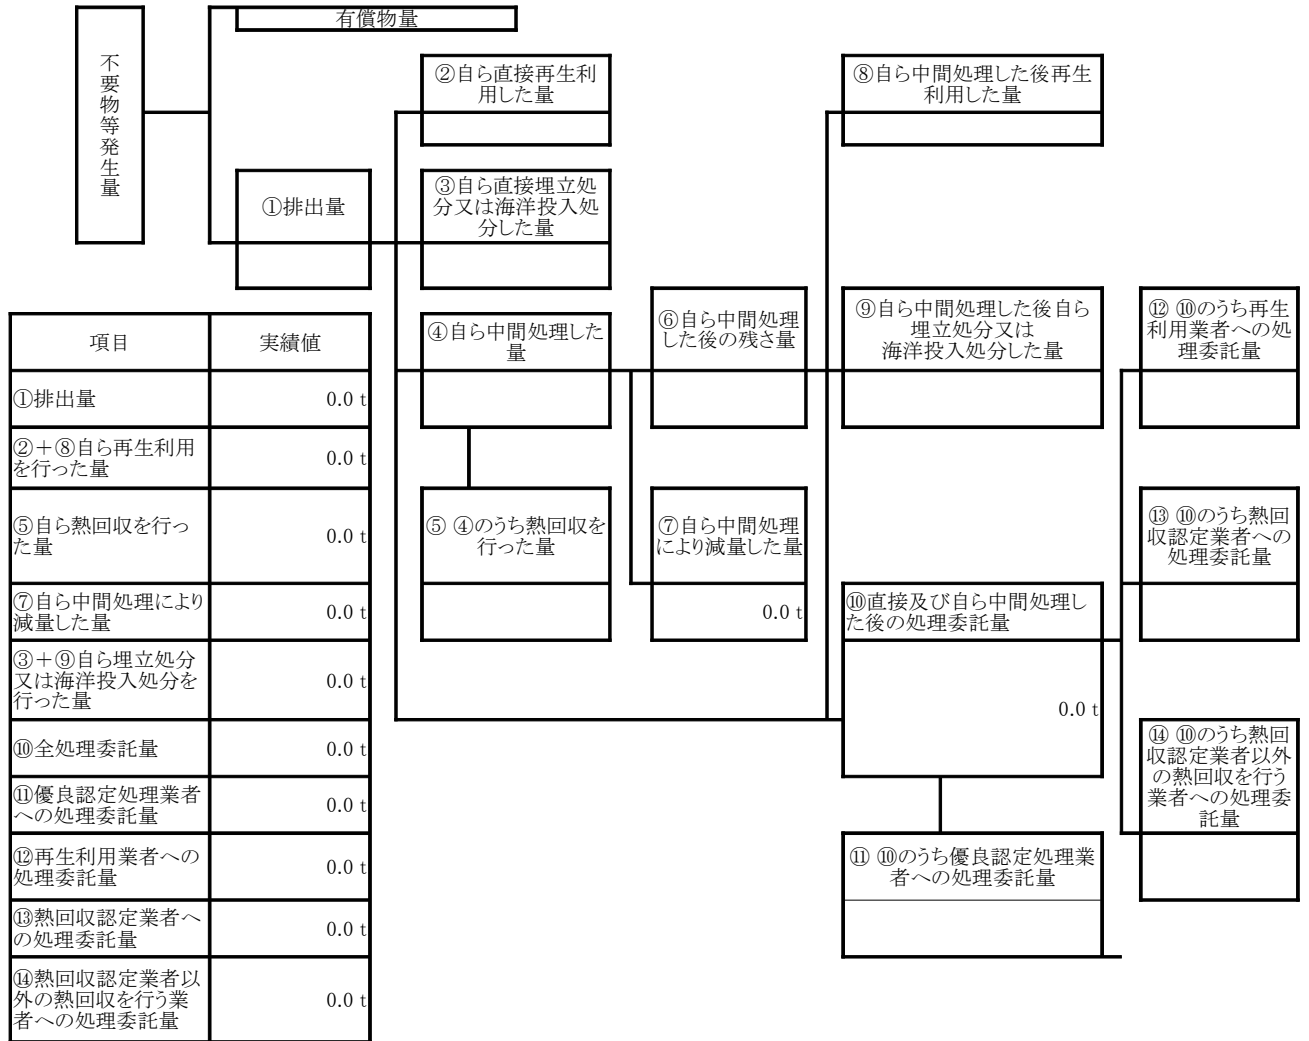 有償物量
不要物等発生量
②自ら直接再生利
用した量
⑧自ら中間処理した後再生
利用した量
①排出量
③自ら直接埋立処
分又は海洋投入処
分した量
④自ら中間処理した
量
⑥自ら中間処理
した後の残さ量
⑨自ら中間処理した後自ら
埋立処分又は
海洋投入処分した量
⑫ ⑩のうち再生
利用業者への処
理委託量
⑤ ④のうち熱回収を
行った量
⑦自ら中間処理
により減量した量
0.0 t
⑬ ⑩のうち熱回
収認定業者への
処理委託量
⑩直接及び自ら中間処理し
た後の処理委託量
0.0 t
⑭ ⑩のうち熱回
収認定業者以外
の熱回収を行う
業者への処理委
託量
⑪ ⑩のうち優良認定処理業
者への処理委託量
項目 実績値
①排出量 0.0 t
②＋⑧自ら再生利用
を行った量 0.0 t
⑤自ら熱回収を行っ
た量 0.0 t
⑦自ら中間処理により
減量した量 0.0 t
③＋⑨自ら埋立処分
又は海洋投入処分を
行った量 0.0 t
⑩全処理委託量 0.0 t
⑪優良認定処理業者
への処理委託量 0.0 t
⑫再生利用業者への
処理委託量 0.0 t
⑬熱回収認定業者へ
の処理委託量 0.0 t
⑭熱回収認定業者以
外の熱回収を行う業
者への処理委託量 0.0 t